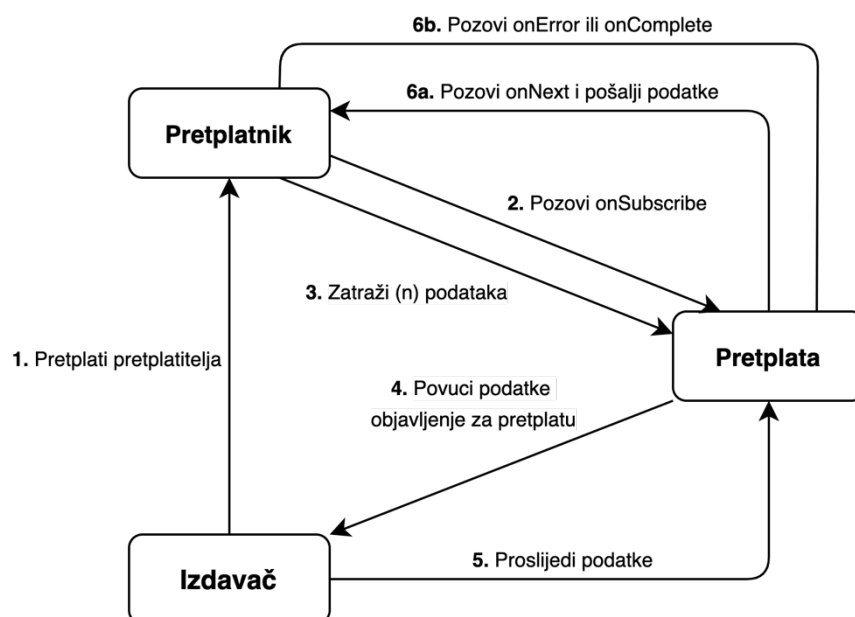 6b. Pozovi onError ili onComplete
6a. Pozovi onNext i pošalji podatke
Pretplatnik
2. Pozovi onSubscribe
3. Zatraži (n) podataka
1. Pretplati pretplatitelja
Pretplata
4. Povuci podatke
objavljenje za pretplatu
5. Proslijedi podatke
Izdavač